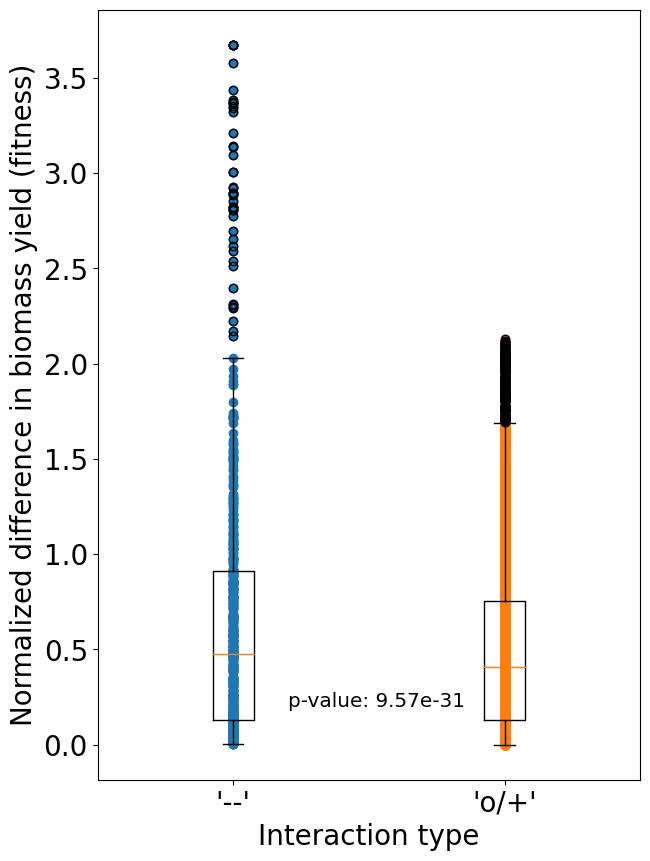 Normalized difference in biomass yield (fitness)
3.5
3.0
2.5
2.0
1.5
1.0
0.5
0.0
p-value: 9.57e-31
'--' 'o/+'
Interaction type